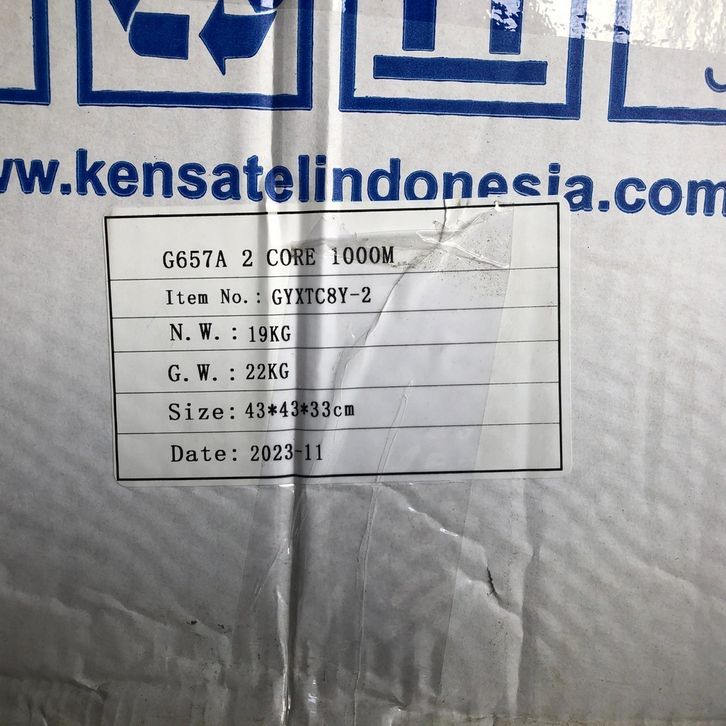 ww.kensatelindonesia.com
G657A 2 CORE 1000M
Item No.: GYXTC8Y-2
N.W.: 19KG
G.W.: 22KG
Size: 43*43*33cm
Date: 2023-11